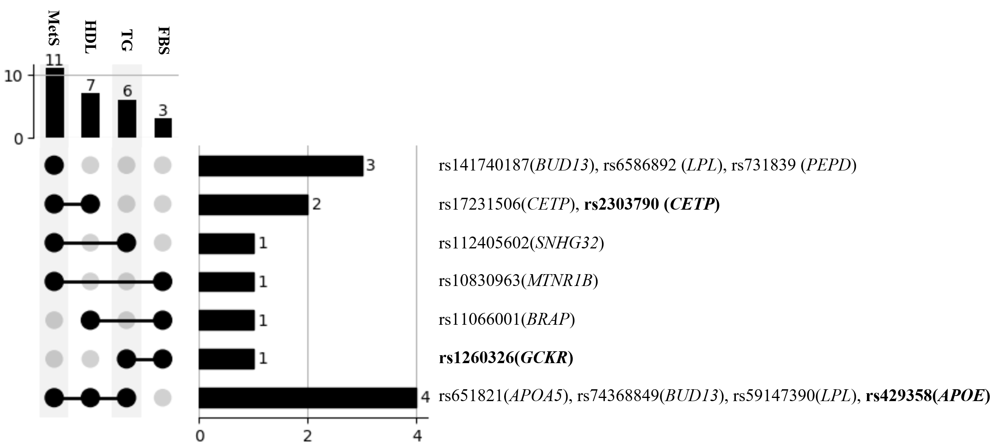 MetS HDL TG FBS
11
10
7
6
3
0
3 rs141740187(BUD13), rs6586892 (LPL), rs731839 (PEPD)
2 rs17231506(CETP), rs2303790 (CETP)
1 rs112405602(SNHG32)
1 rs10830963(MTNR1B)
1 rs11066001(BRAP)
1 rs1260326(GCKR)
4 rs651821(APOA5), rs74368849(BUD13), rs59147390(LPL), rs429358(APOE)
0 2 4